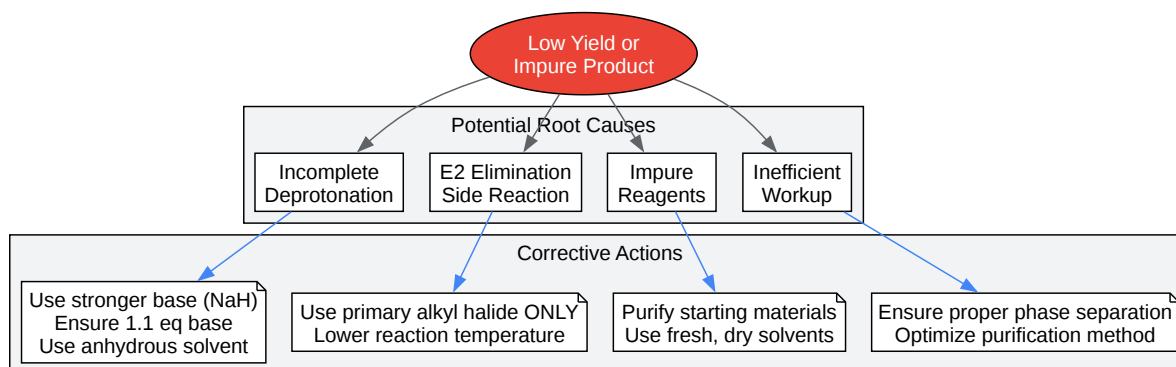 Low Yield or
Impure Product
Potential Root Causes
Incomplete
Deprotonation
E2 Elimination
Side Reaction
Impure
Reagents
Inefficient
Workup
Corrective Actions
Use stronger base (NaH)
Ensure 1.1 eq base
Use anhydrous solvent
Use primary alkyl halide ONLY
Lower reaction temperature
Purify starting materials
Use fresh, dry solvents
Ensure proper phase separation
Optimize purification method